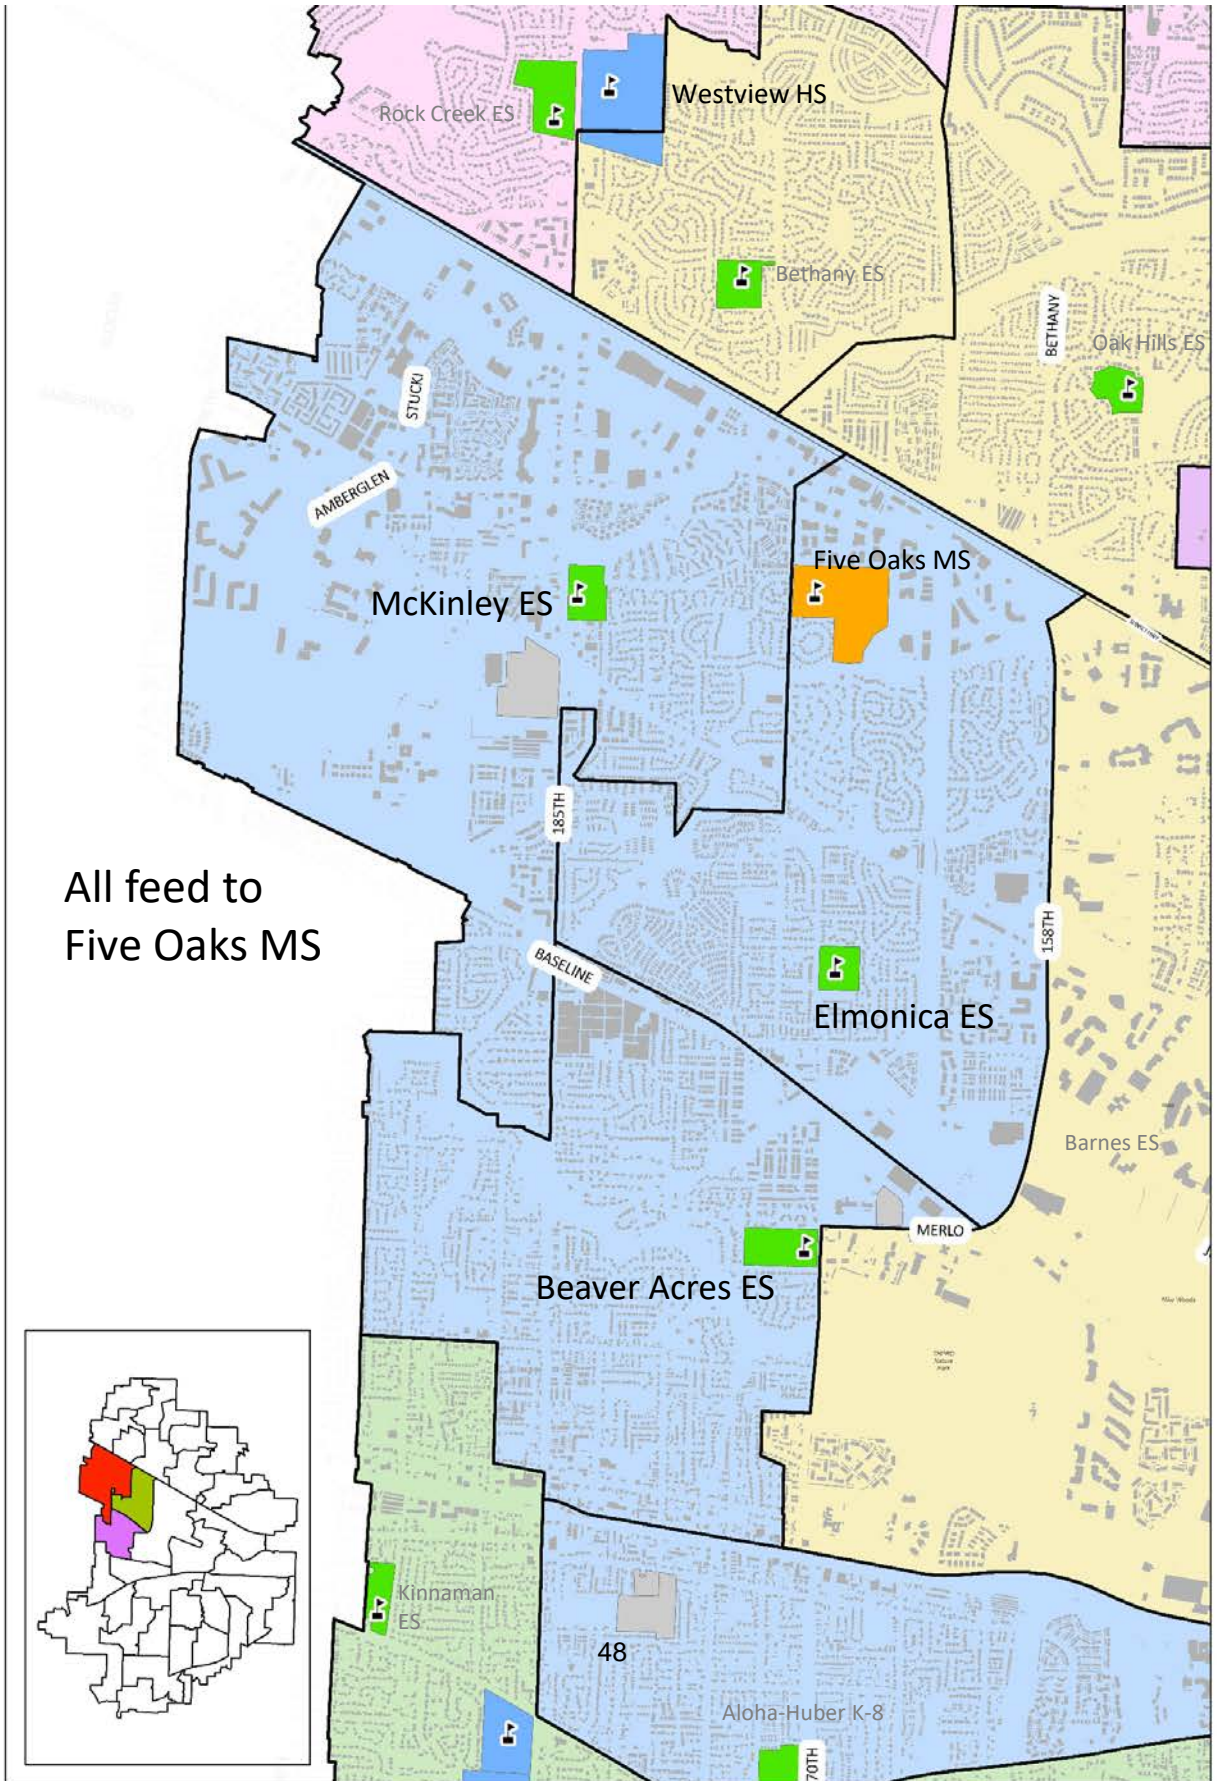 Westview HS
Rock Creek ES
Bethany ES
BETHANY
Oak Hills ES
STUCKI
AMBERGLEN
Five Oaks MS
McKinley ES
185TH
All feed to
Five Oaks MS
158TH
BASELINE
Elmonica ES
Barnes ES
MERLO
Beaver Acres ES
Kinnaman
ES
48
Aloha-Huber K-8
70TH